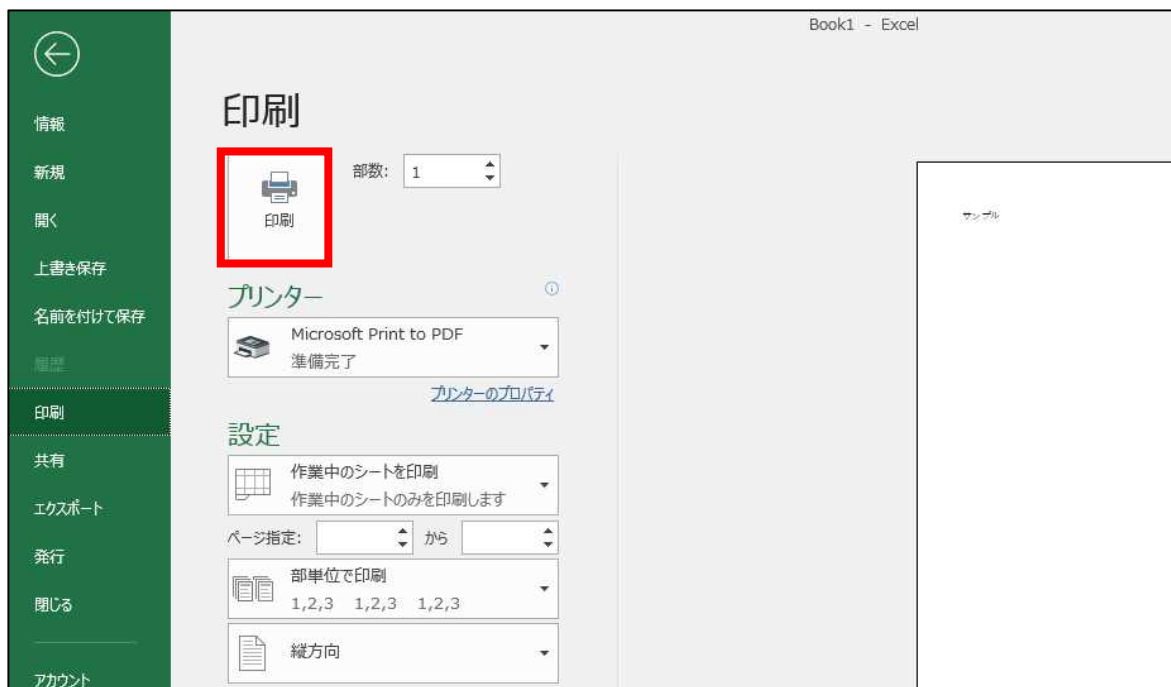 Book1 - Excel
情報
新規
開く
上書き保存
名前を付けて保存
履歴
印刷
共有
エクスポート
発行
閉じる
アカウント
印刷
印刷
部数: 1
プリンター
Microsoft Print to PDF
準備完了
プリンターのプロパティ
設定
作業中のシートを印刷
作業中のシートのみを印刷します
ページ指定: から
部単位で印刷
1,2,3 1,2,3 1,2,3
縦方向
サンプル